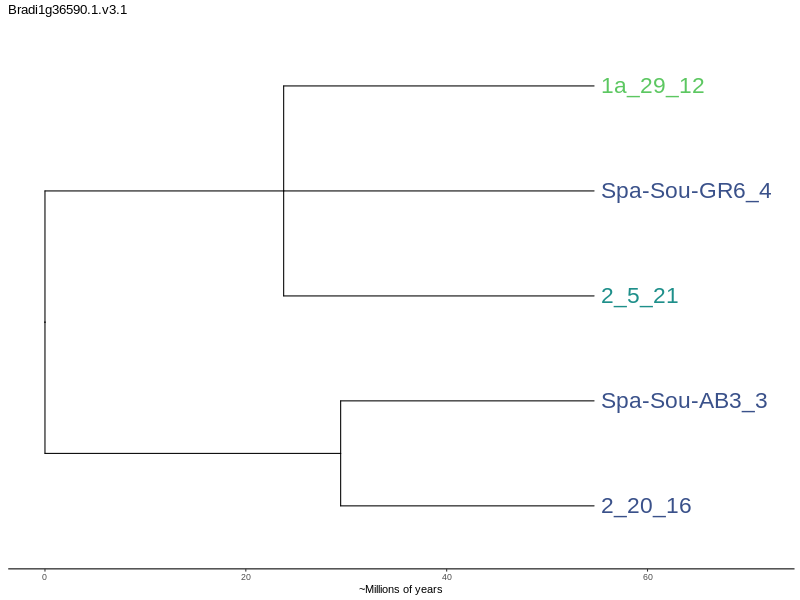 Bradi1g36590.1.v3.1
1a_29_12
Spa-Sou-GR6_4
2_5_21
Spa-Sou-AB3_3
2_20_16
0 20 40 60
~Millions of years